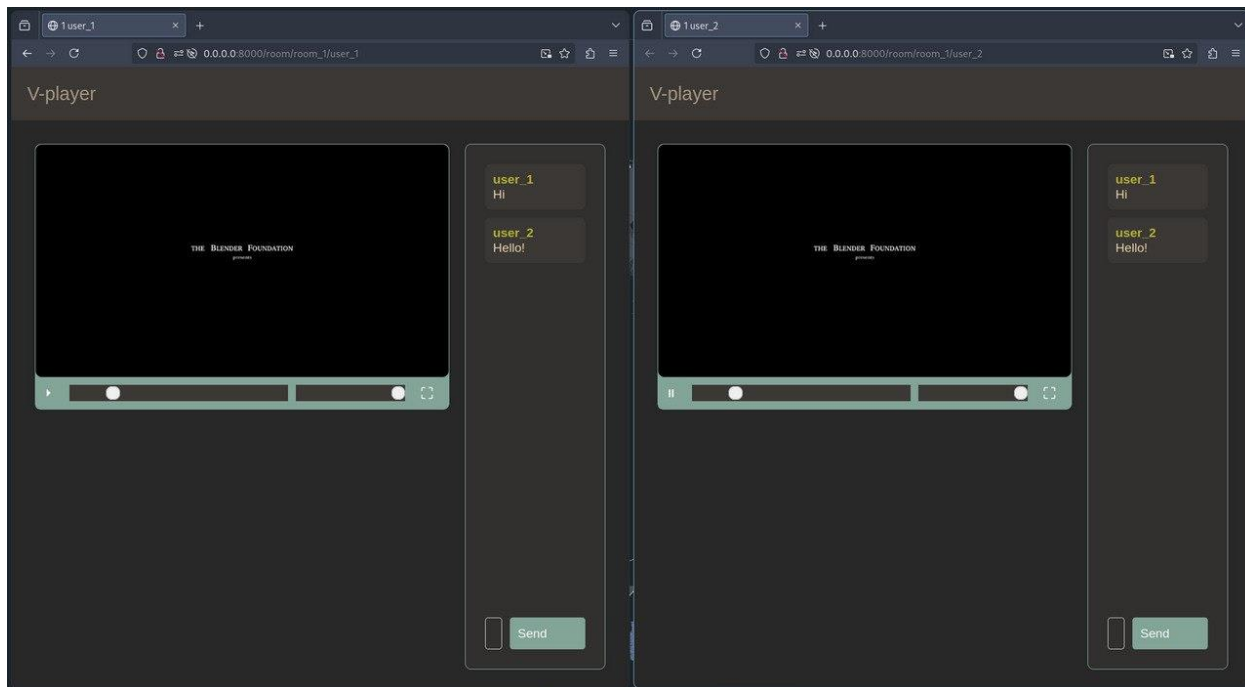 1 user_1
0.0.0.0:8000/room/room_1/user_1
V-player
THE BLENDER FOUNDATION
presents
user_1
Hi
user_2
Hello!
Send
1 user_2
0.0.0.0:8000/room/room_1/user_2
V-player
THE BLENDER FOUNDATION
presents
user_1
Hi
user_2
Hello!
Send